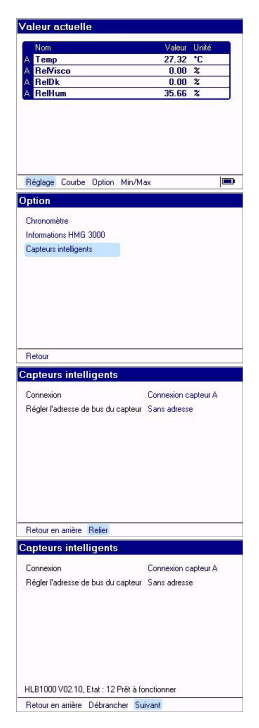 Valeur actuelle
Nom Valeur Unité
A Temp 27.32 °C
A RelVisco 0.00 %
A RelDk 0.00 %
A RelHum 35.66 %
Réglage Courbe Option Min/Max
Option
Chronomètre
Informations HMG 3000
Capteurs intelligents
Retour
Capteurs intelligents
Connexion Connexion capteur A
Régler l'adresse de bus du capteur Sans adresse
Retour en arrière Relier
Capteurs intelligents
Connexion Connexion capteur A
Régler l'adresse de bus du capteur Sans adresse
HLB1000 V02.10, Etat : 12 Prêt à fonctionner
Retour en arrière Débrancher Suivant